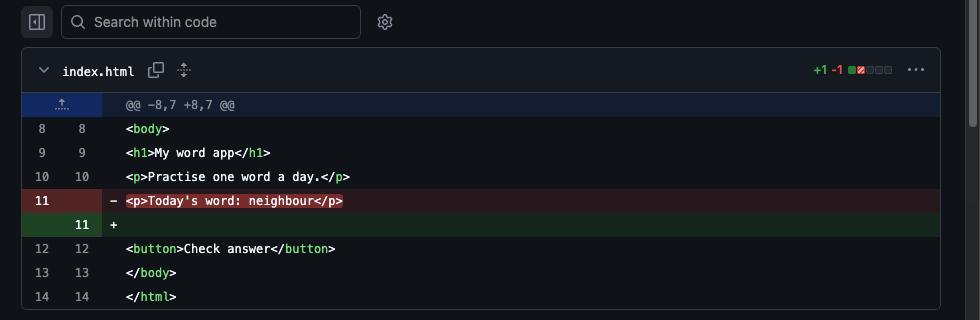 Search within code
index.html
+1 -1
@@ -8,7 +8,7 @@
8 8 <body>
9 9 <h1>My word app</h1>
10 10 <p>Practise one word a day.</p>
11 - <p>Today's word: neighbour</p>
11 +
12 12 <button>Check answer</button>
13 13 </body>
14 14 </html>